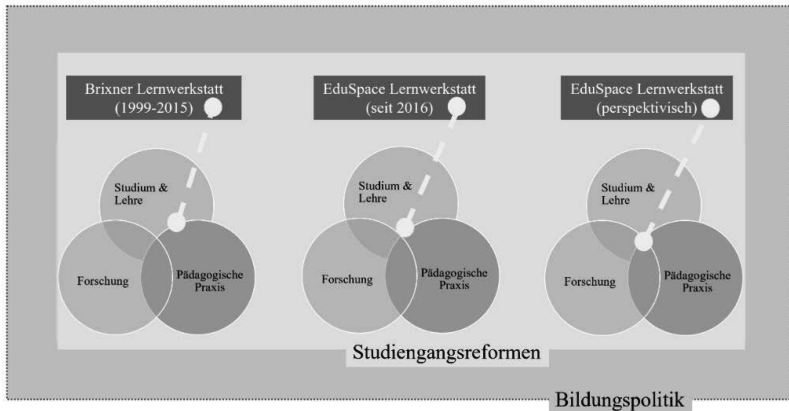 Brixner Lernwerkstatt
(1999-2015)
EduSpace Lernwerkstatt
(seit 2016)
EduSpace Lernwerkstatt
(perspektivisch)
Studium &
Lehre
Forschung
Pädagogische
Praxis
Studium &
Lehre
Forschung
Pädagogische
Praxis
Studium &
Lehre
Forschung
Pädagogische
Praxis
Studiengangsreformen
Bildungspolitik